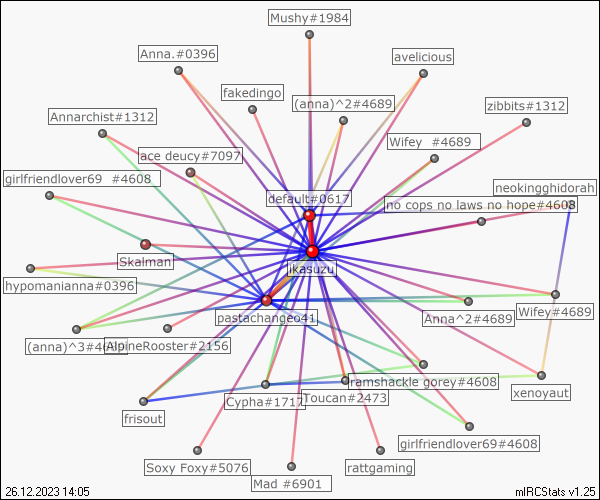 Mushy#1984
Anna.#0396
avelicious
fakedingo
(anna)^2#4689
zibbits#1312
Annarchist#1312
Wifey #4689
ace deucy#7097
girlfriendlover69 #4608
neokingghidorah
default#0617
no cops no laws no hope#4608
Skalman
jikasuzu
hypomanianna#0396
pastachange041
Anna^2#4689
Wifey#4689
(anna)^3#4
AlpineRooster#2156
ramshackle gorey#4608
xenoyaut
Cypha#1717
Toucan#2473
frisout
girlfriendlover69#4608
Soxy Foxy#5076
rattgaming
Mad #6901
26.12.2023 14:05
mIRCStats v1.25